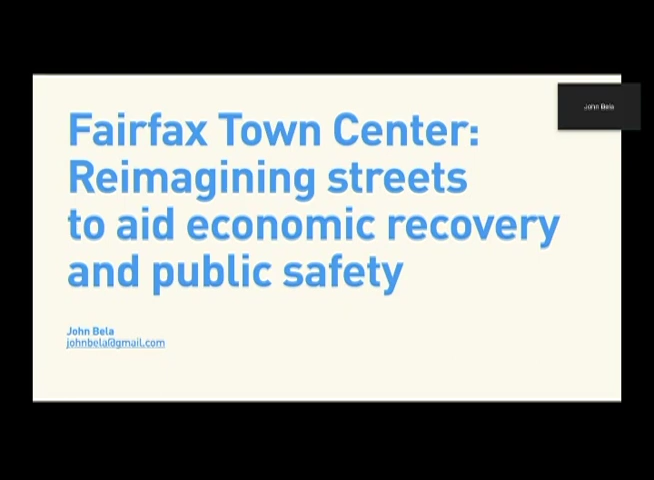 Fairfax Town Center:
Reimagining streets
to aid economic recovery
and public safety
John Bela
johnbela@gmail.com
John Bela